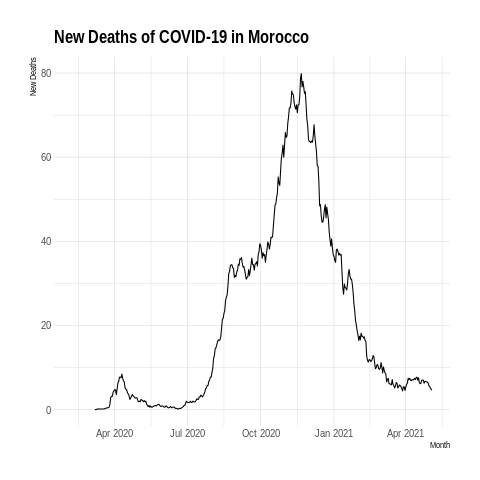 New Deaths of COVID-19 in Morocco
New Deaths
80
60
40
20
0
Apr 2020 Jul 2020 Oct 2020 Jan 2021 Apr 2021
Month